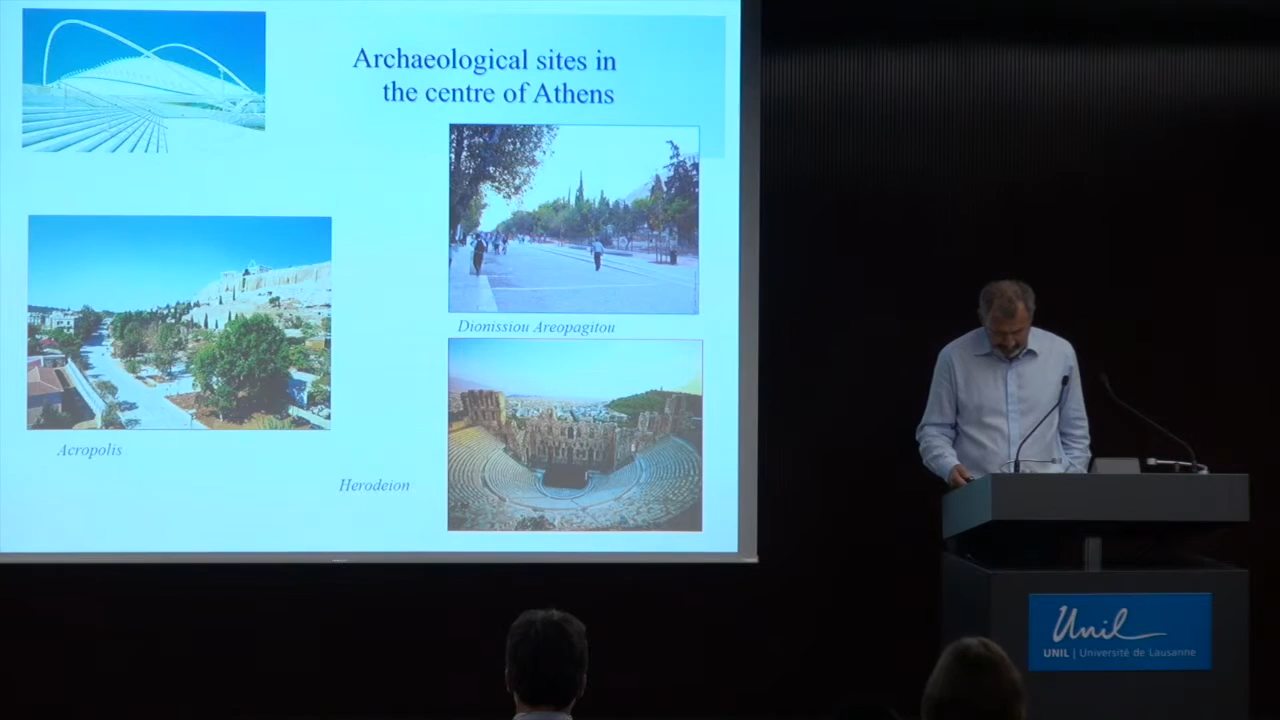 Archaeological sites in
the centre of Athens
Dionissiou Areopagitou
Acropolis
Herodeion
Unil
UNIL | Université de Lausanne